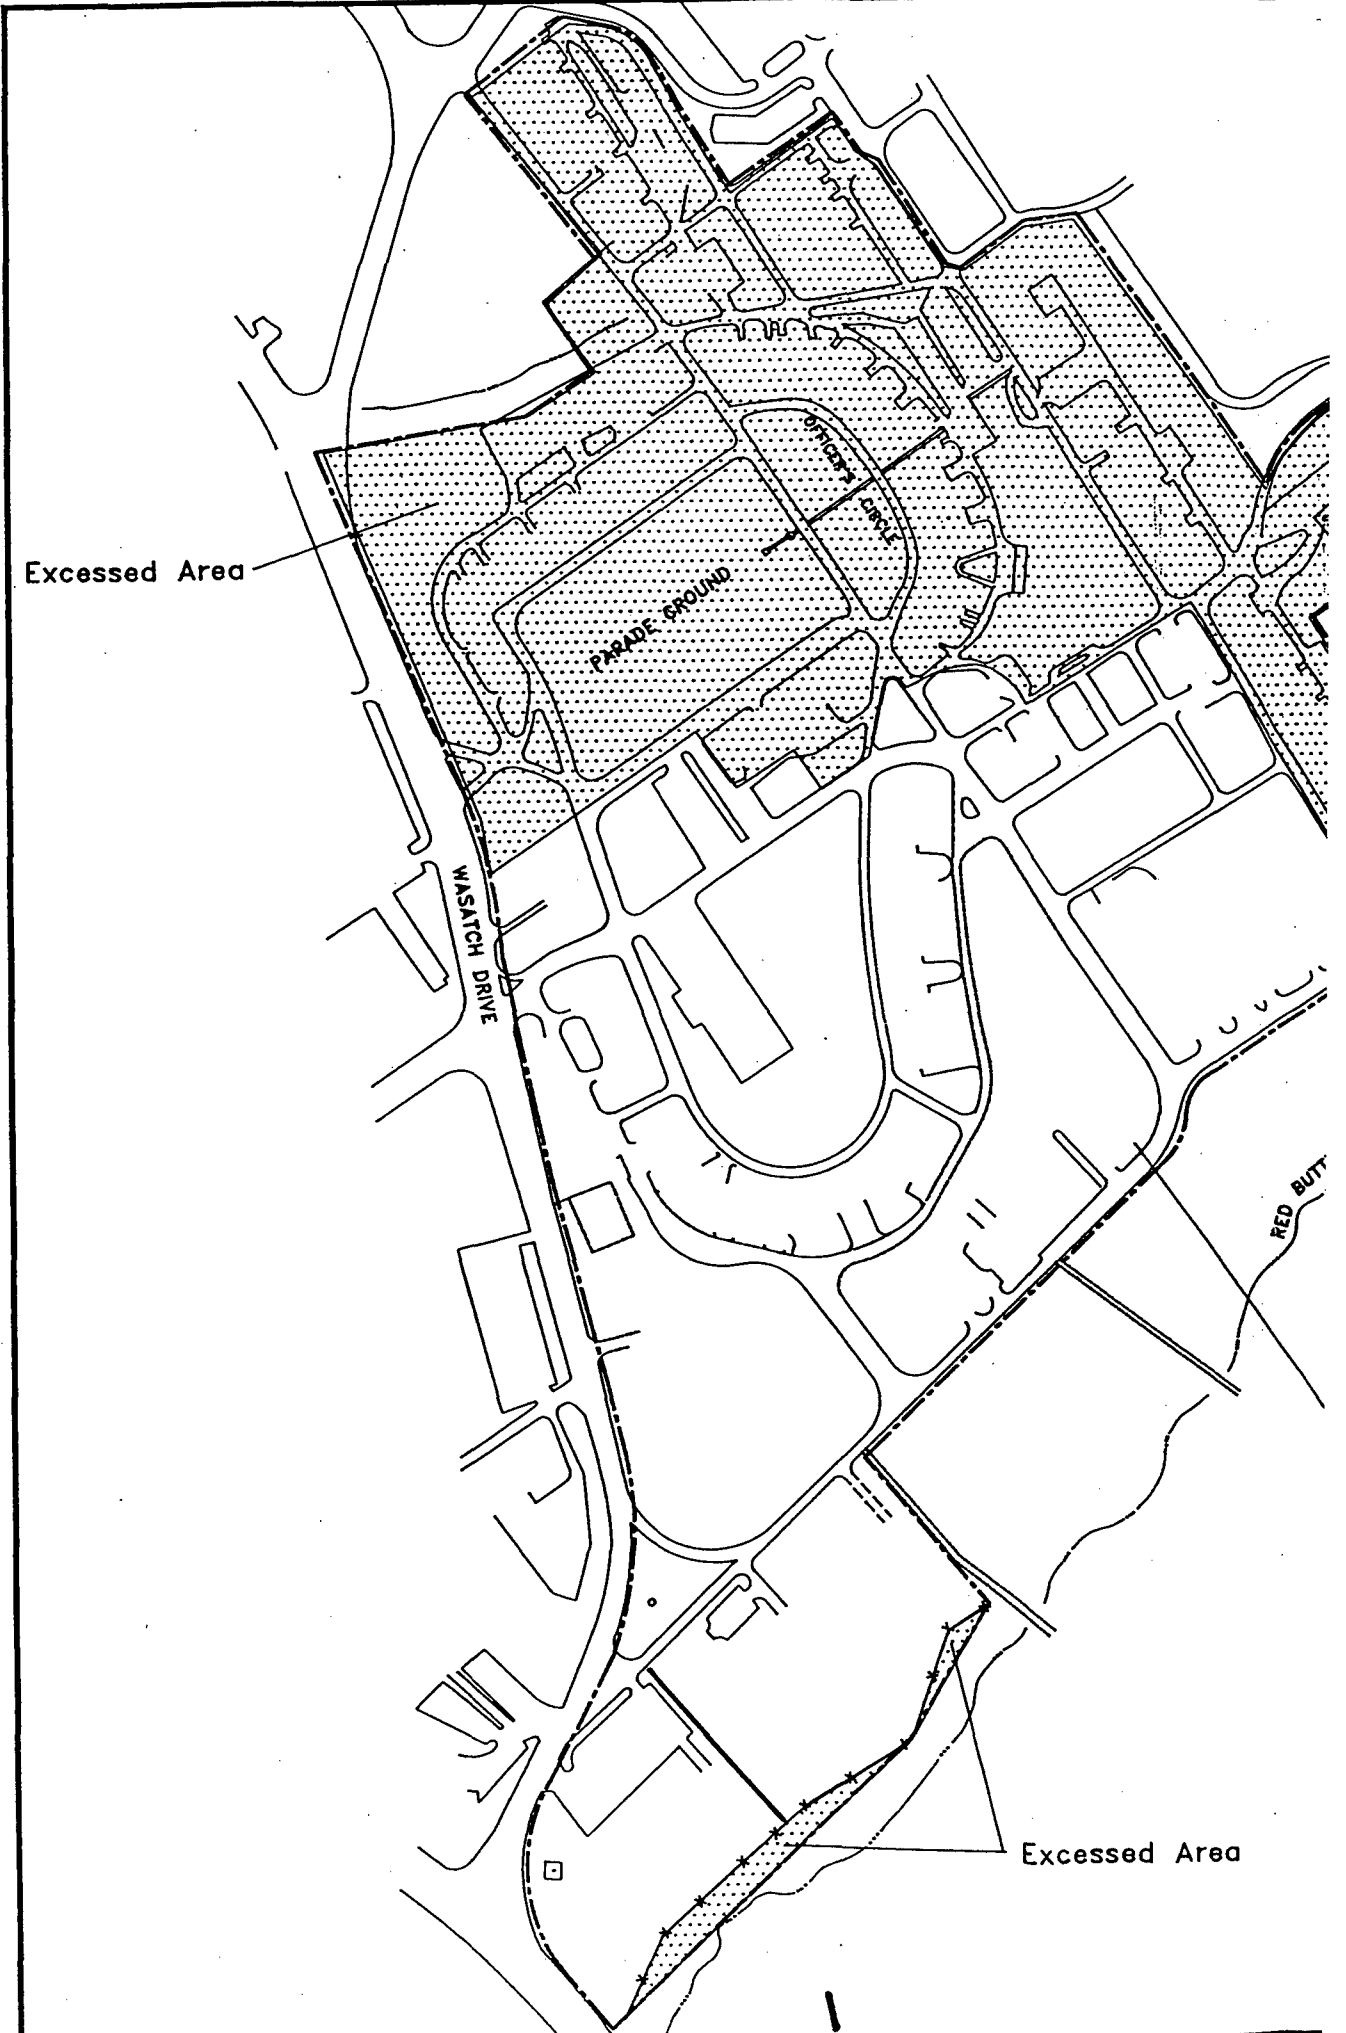 OFFICER'S CIRCLE
Excessed Area
PARADE GROUND
WASATCH DRIVE
RED BUTT
Excessed Area